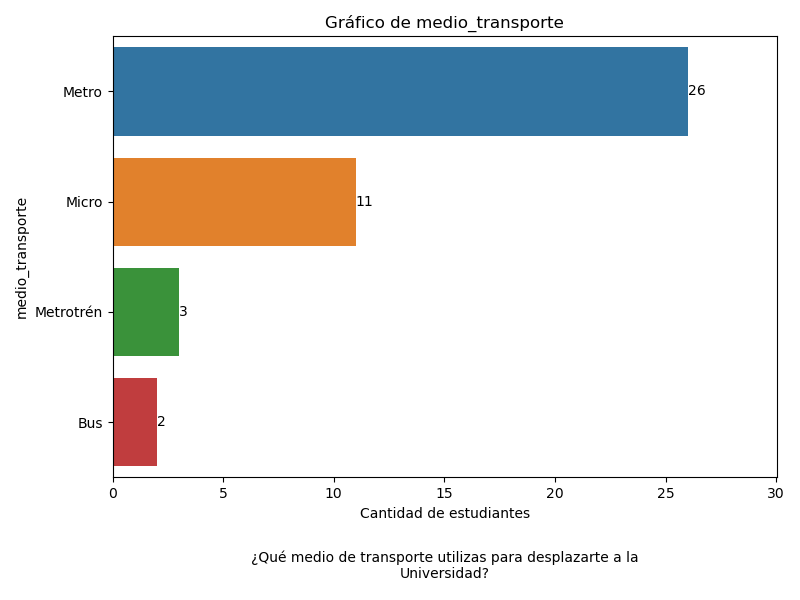 Gráfico de medio_transporte
Metro
26
Micro
11
Metrotrén
3
Bus
2
medio_transporte
0 5 10 15 20 25 30
Cantidad de estudiantes
¿Qué medio de transporte utilizas para desplazarte a la
Universidad?